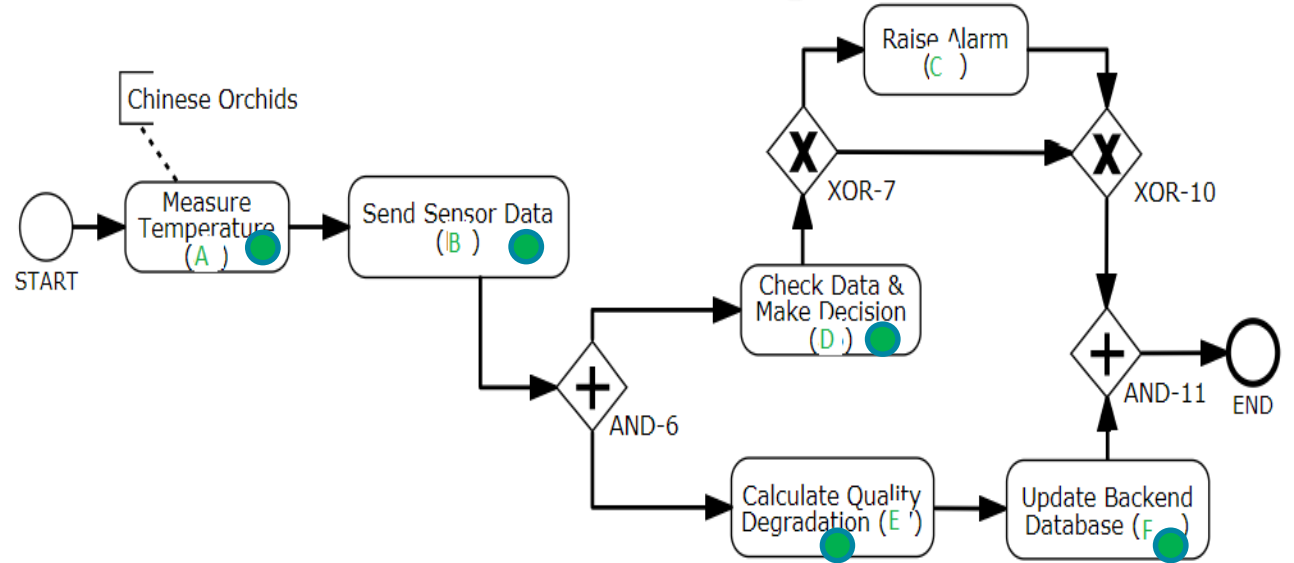 Raise Alarm
(C )
Chinese Orchids
X
X
XOR-7
XOR-10
Measure
Temperature
(A )
START
Send Sensor Data
(B )
Check Data &
Make Decision
(D )
AND-6
AND-11
END
Calculate Quality
Degradation (E )
Update Backend
Database (F )